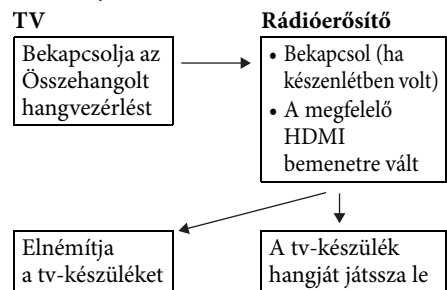 TV
Rádióerősítő
Bekapcsolja az
Összehangolt
hangvezérlést
• Bekapcsol (ha
készenlétben volt)
• A megfelelő
HDMI
bemenetre vált
Elnémítja
a tv-készüléket
A tv-készülék
hangját játssza le